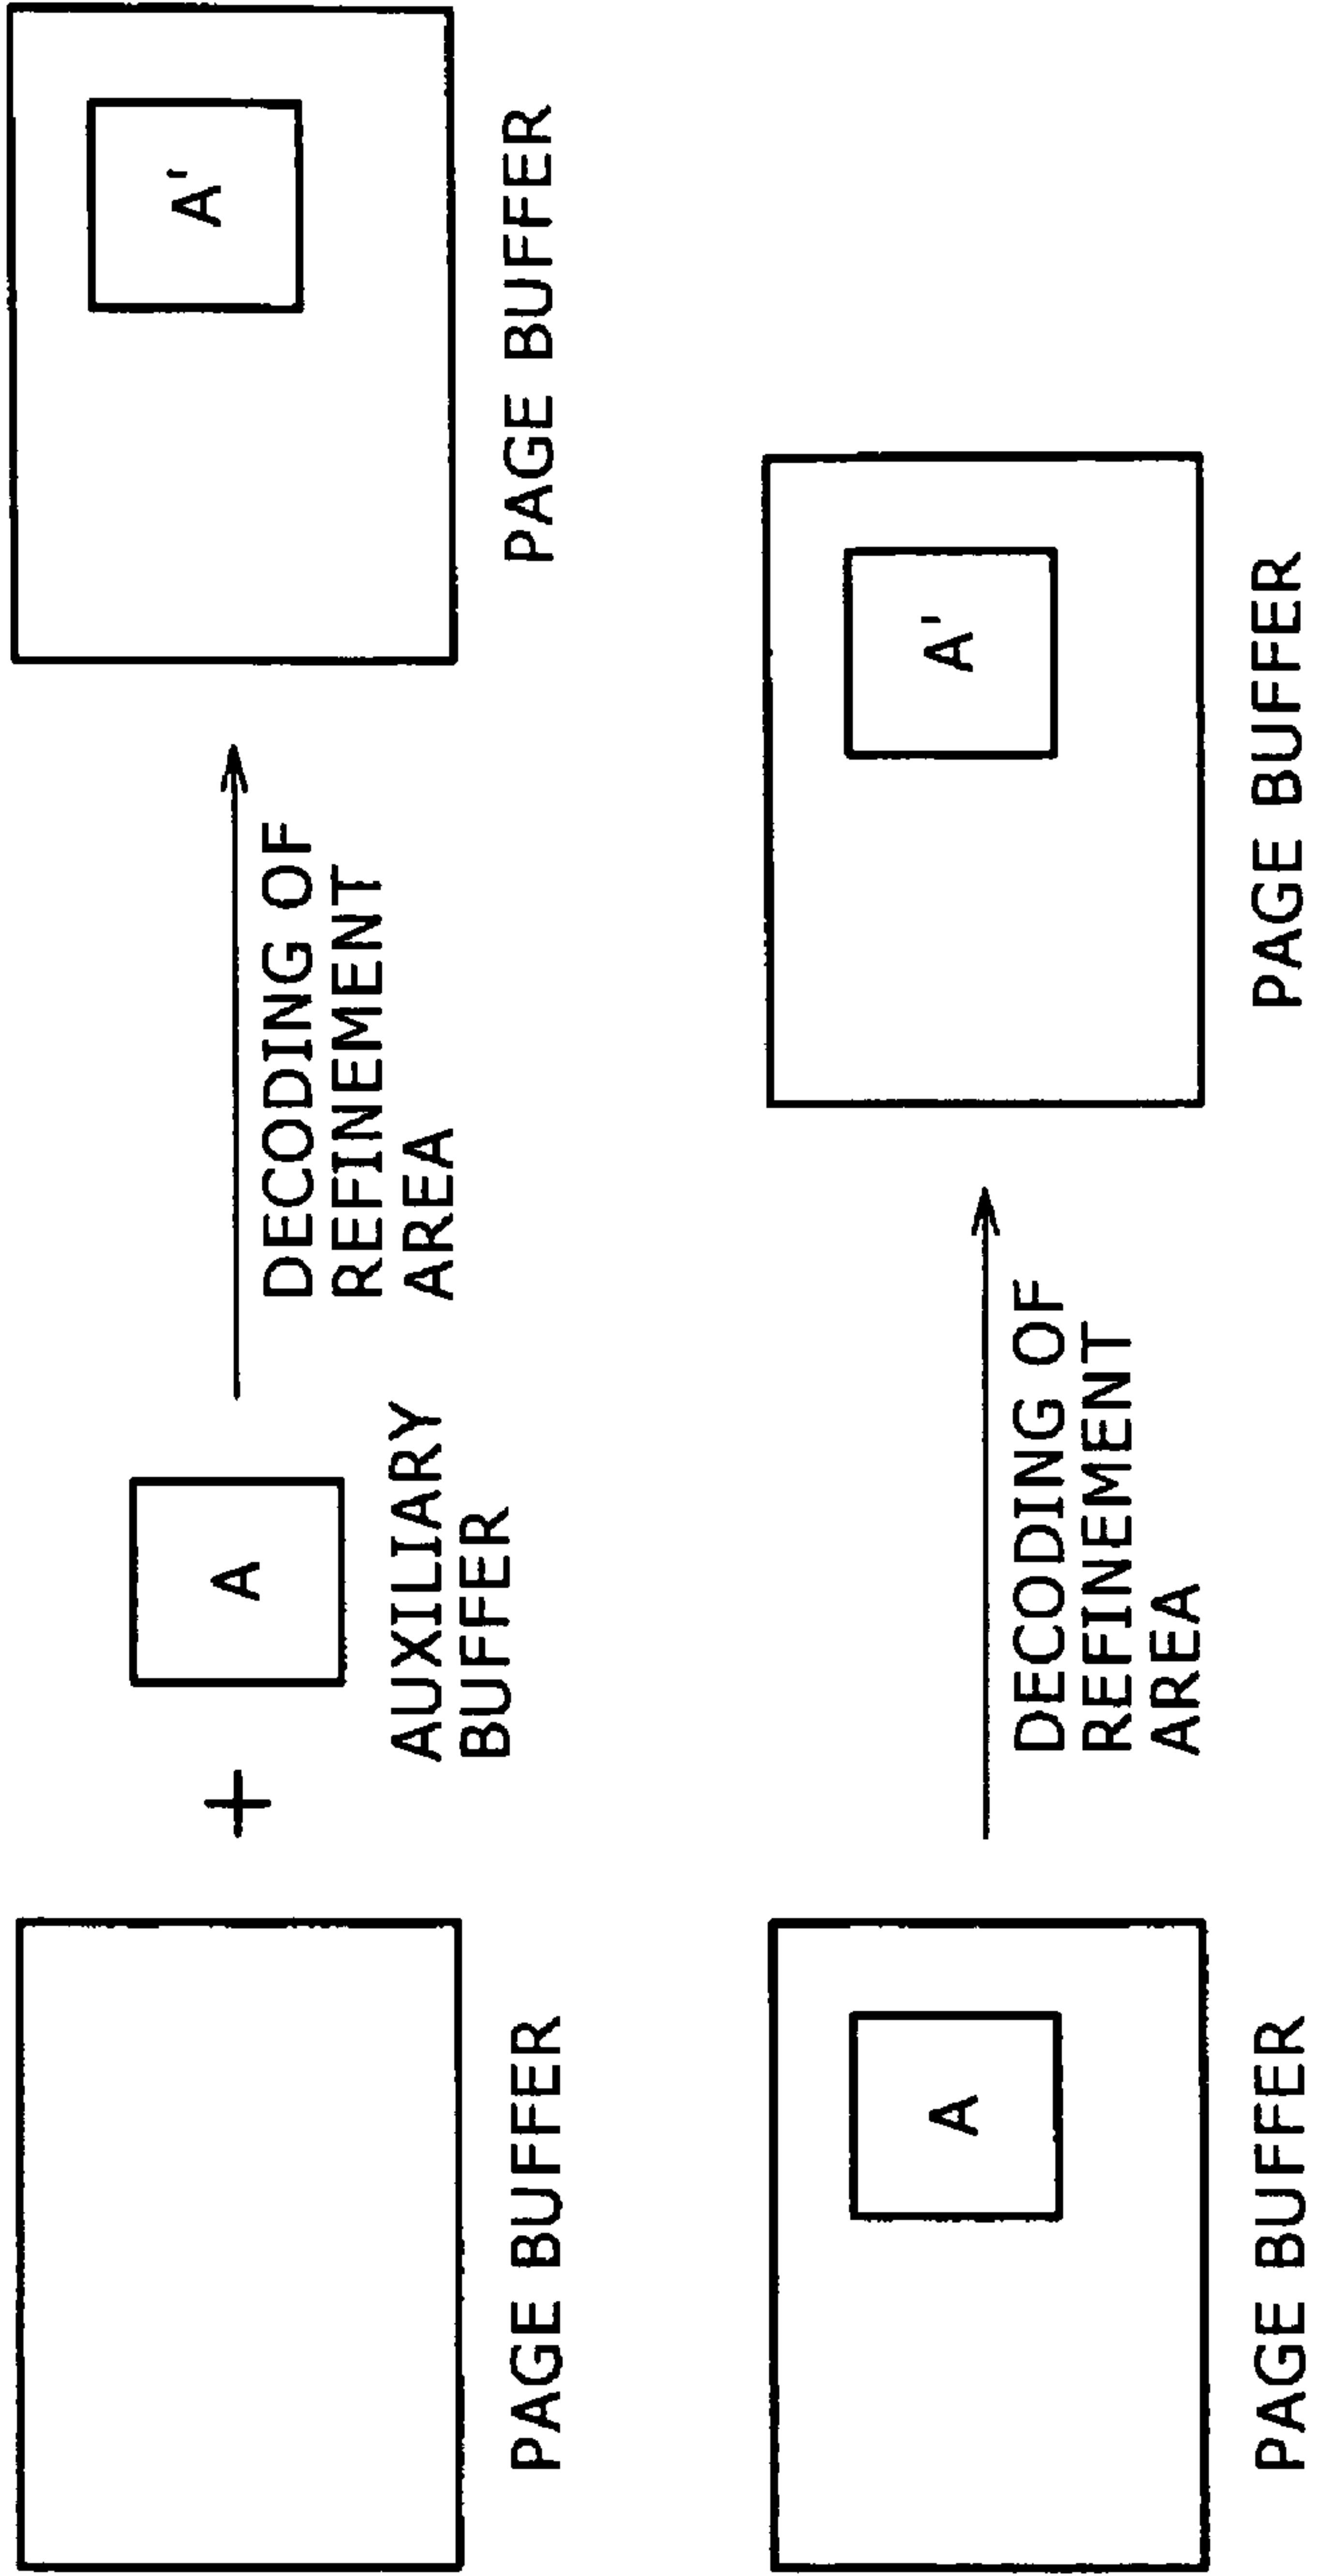 +
A
A'
PAGE BUFFER
AUXILIARY
BUFFER
DECODING OF
REFINEMENT
AREA
PAGE BUFFER
A
A'
PAGE BUFFER
DECODING OF
REFINEMENT
AREA
PAGE BUFFER